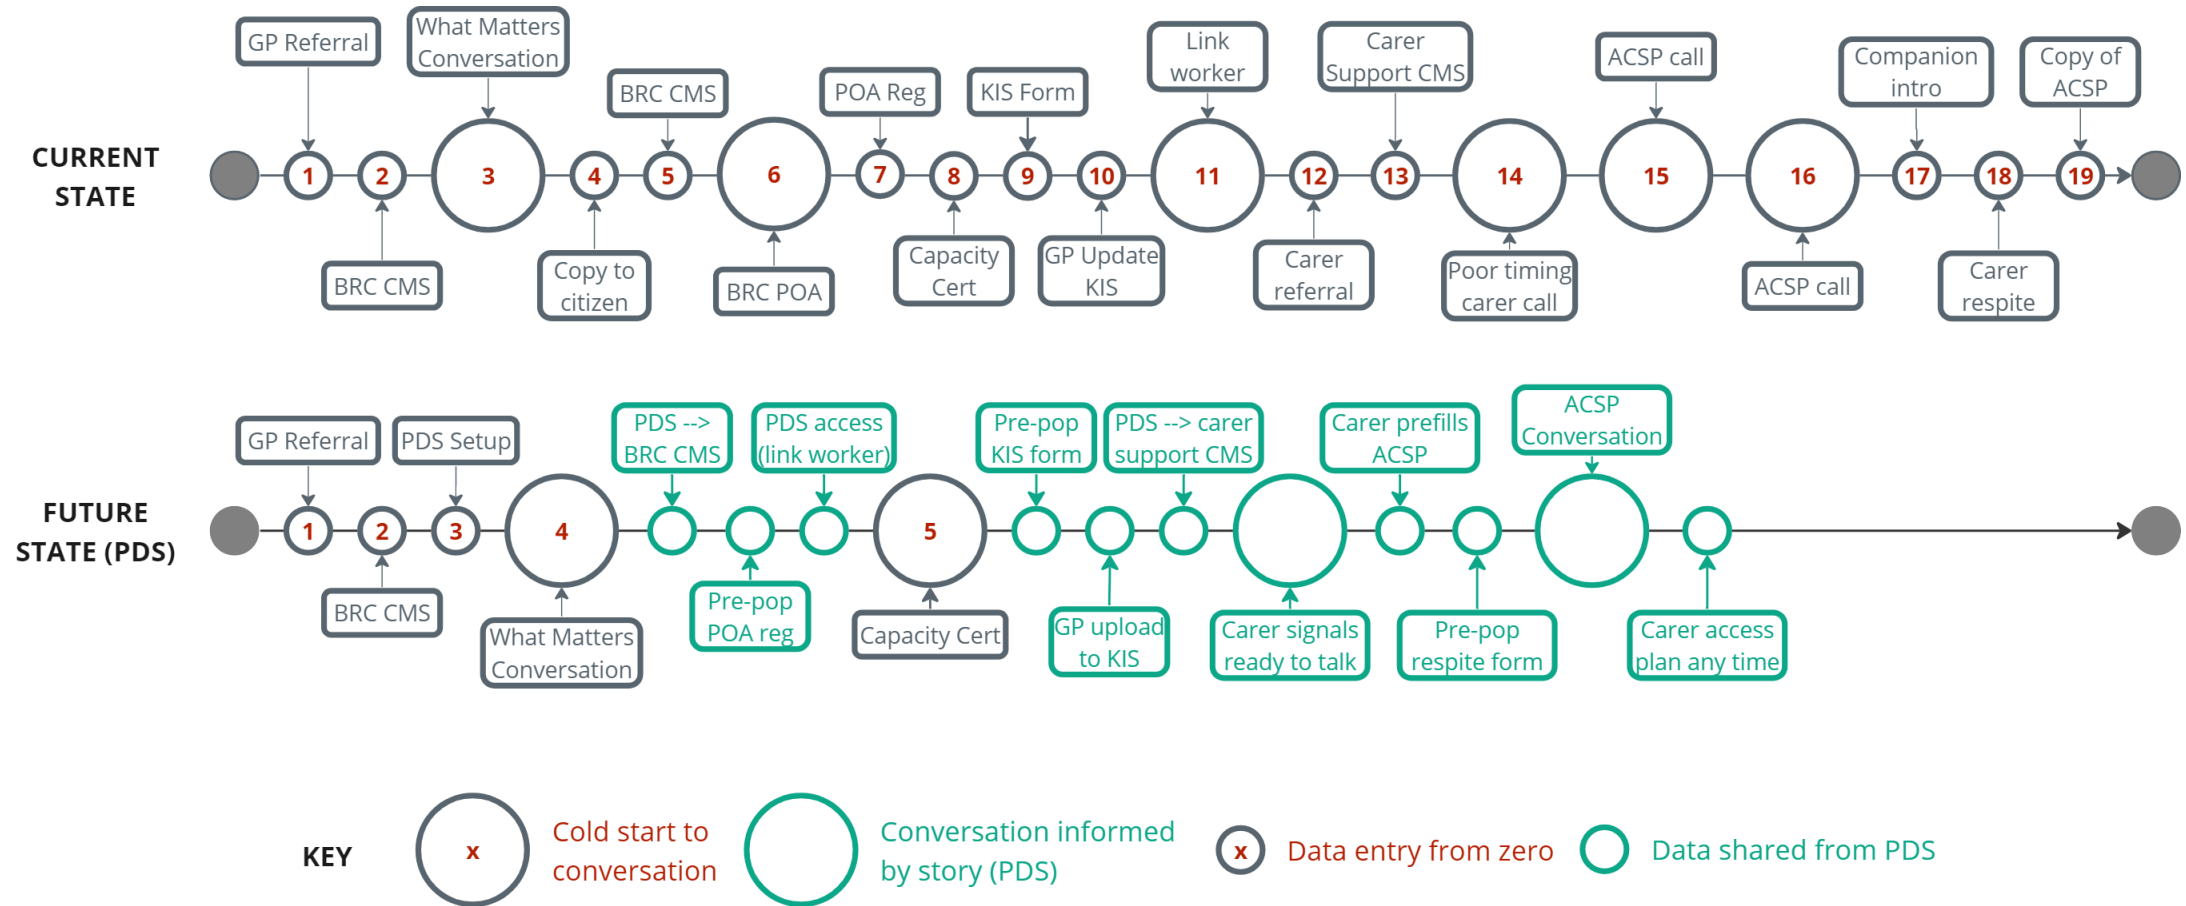 GP Referral
What Matters
Conversation
BRC CMS
POA Reg
KIS Form
Link
worker
Carer
Support CMS
ACSP call
Companion
intro
Copy of
ACSP
CURRENT
STATE
1
2
3
4
5
6
7
8
9
10
11
12
13
14
15
16
17
18
19
BRC CMS
Copy to
citizen
BRC POA
Capacity
Cert
GP Update
KIS
Carer
referral
Poor timing
carer call
ACSP call
Carer
respite
GP Referral
PDS Setup
PDS -->
BRC CMS
PDS access
(link worker)
Pre-pop
KIS form
PDS --> carer
support CMS
Carer prefills
ACSP
ACSP
Conversation
FUTURE
STATE (PDS)
1
2
3
4
5
BRC CMS
What Matters
Conversation
Pre-pop
POA reg
Capacity Cert
GP upload
to KIS
Carer signals
ready to talk
Pre-pop
respite form
Carer access
plan any time
KEY
x
Cold start to
conversation
Conversation informed
by story (PDS)
x
Data entry from zero
Data shared from PDS